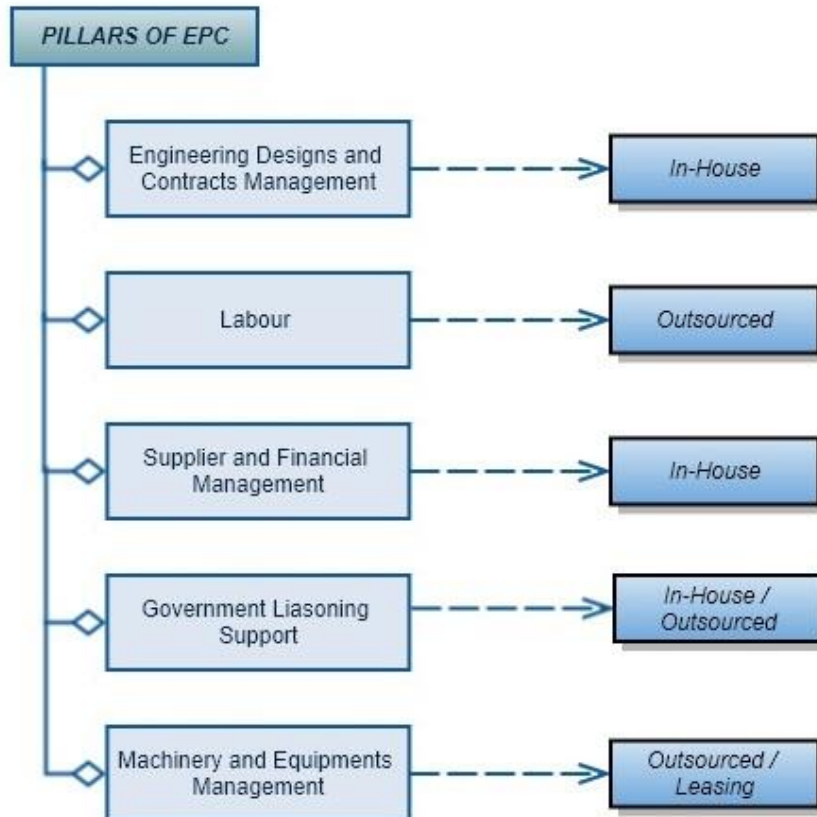 PILLARS OF EPC
Engineering Designs and
Contracts Management
In-House
Labour
Outsourced
Supplier and Financial
Management
In-House
Government Liasoning
Support
In-House /
Outsourced
Machinery and Equipments
Management
Outsourced /
Leasing